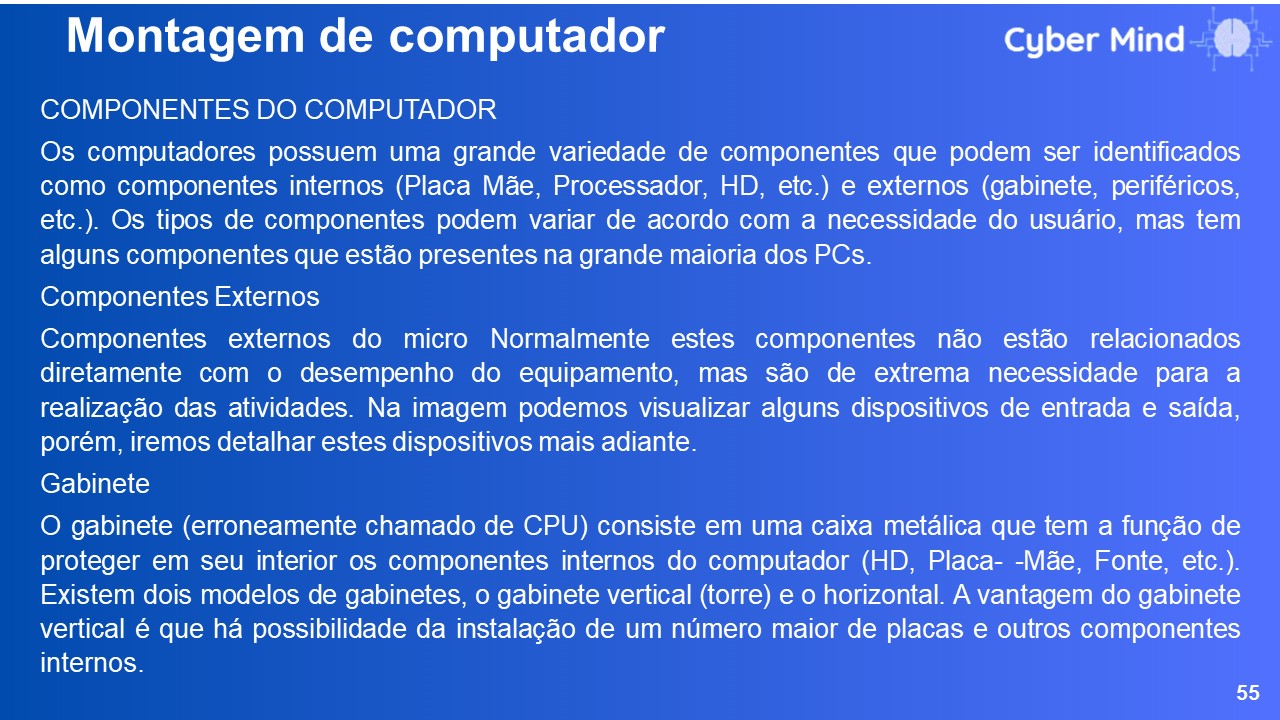 Montagem de computador
Cyber Mind
COMPONENTES DO COMPUTADOR
Os computadores possuem uma grande variedade de componentes que podem ser identificados
como componentes internos (Placa Mãe, Processador, HD, etc.) e externos (gabinete, periféricos,
etc.). Os tipos de componentes podem variar de acordo com a necessidade do usuário, mas tem
alguns componentes que estão presentes na grande maioria dos PCs.
Componentes Externos
Componentes externos do micro Normalmente estes componentes não estão relacionados
diretamente com o desempenho do equipamento, mas são de extrema necessidade para a
realização das atividades. Na imagem podemos visualizar alguns dispositivos de entrada e saída,
porém, iremos detalhar estes dispositivos mais adiante.
Gabinete
O gabinete (erroneamente chamado de CPU) consiste em uma caixa metálica que tem a função de
proteger em seu interior os componentes internos do computador (HD, Placa- -Mãe, Fonte, etc.).
Existem dois modelos de gabinetes, o gabinete vertical (torre) e o horizontal. A vantagem do gabinete
vertical é que há possibilidade da instalação de um número maior de placas e outros componentes
internos.
55